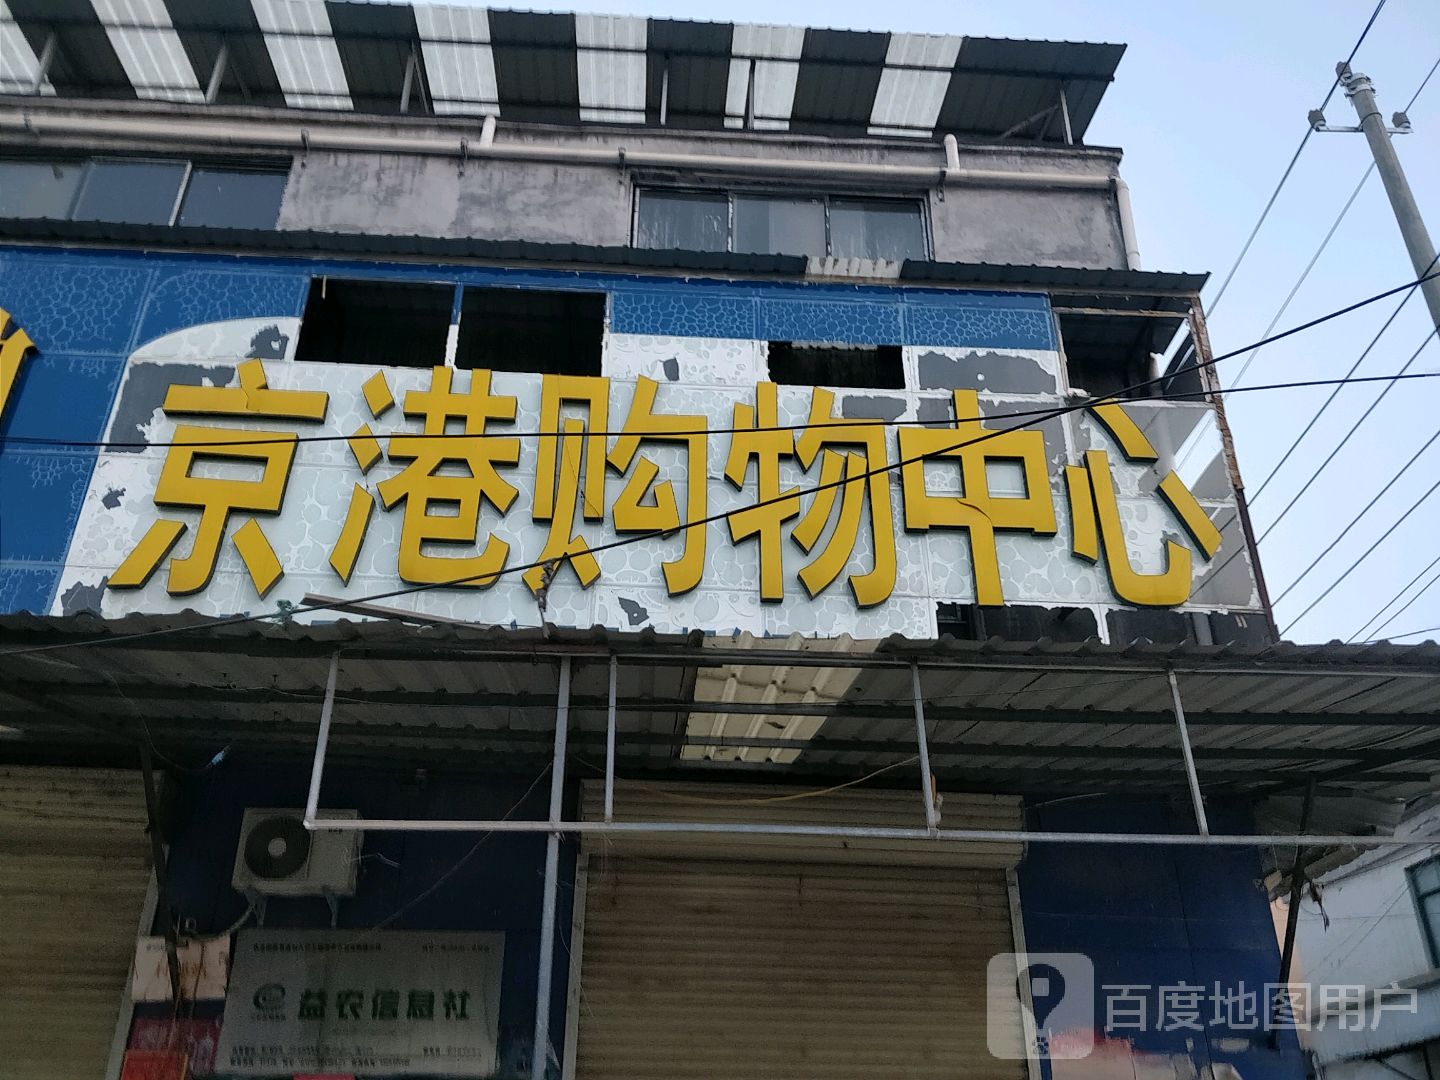 京港购物中心
益农信息社
百度地图用户